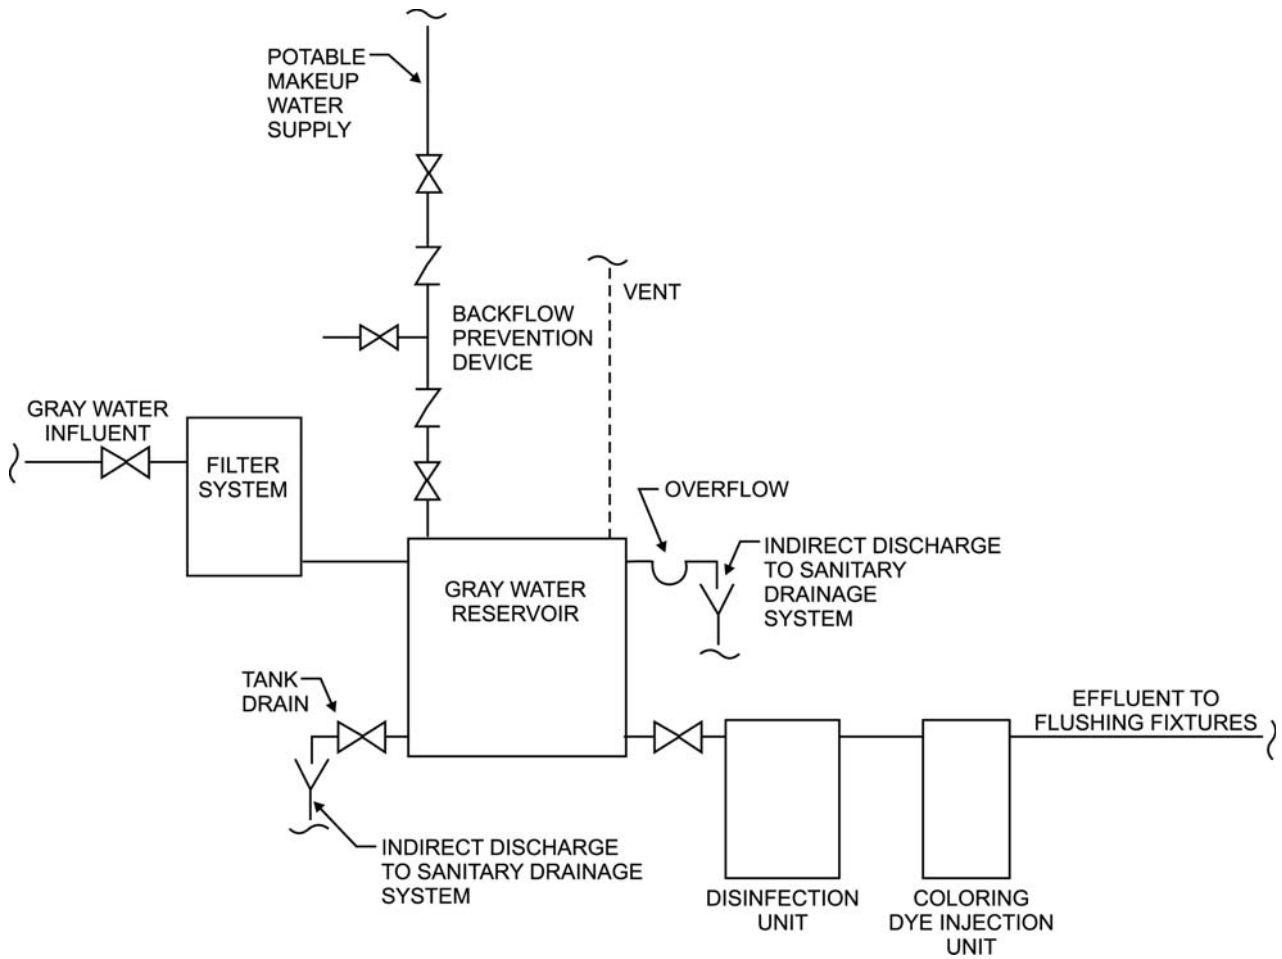 POTABLE
MAKEUP
WATER
SUPPLY
VENT
BACKFLOW
PREVENTION
DEVICE
GRAY WATER
INFLUENT
FILTER
SYSTEM
OVERFLOW
INDIRECT DISCHARGE
TO SANITARY
DRAINAGE
SYSTEM
GRAY WATER
RESERVOIR
TANK
DRAIN
EFFLUENT TO
FLUSHING FIXTURES
INDIRECT DISCHARGE
TO SANITARY DRAINAGE
SYSTEM
DISINFECTION
UNIT
COLORING
DYE INJECTION
UNIT